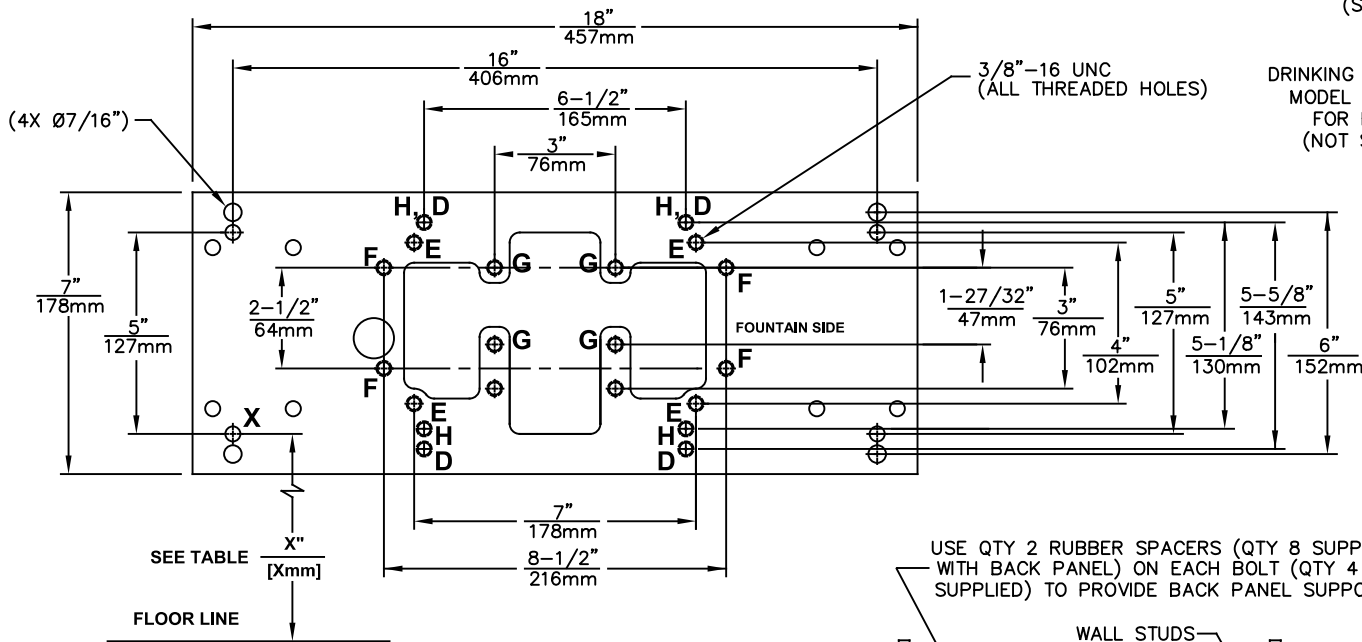 (S
18"
457mm
16"
406mm
3/8"-16 UNC
(ALL THREADED HOLES)
DRINKING
MODEL
FOR
(NOT
6-1/2"
165mm
(4X Ø7/16")
3"
76mm
H, D
H, D
E
E
F
G
G
F
7"
178mm
5"
127mm
2-1/2"
64mm
FOUNTAIN SIDE
1-27/32"
47mm
3"
76mm
4"
102mm
5"
127mm
5-1/8"
130mm
5-5/8"
143mm
6"
152mm
G
G
F
F
X
E
E
H
H
D
D
7"
178mm
8-1/2"
216mm
SEE TABLE
X"
[Xmm]
FLOOR LINE
USE QTY 2 RUBBER SPACERS (QTY 8 SUPP
WITH BACK PANEL) ON EACH BOLT (QTY 4
SUPPLIED) TO PROVIDE BACK PANEL SUPPO
WALL STUDS